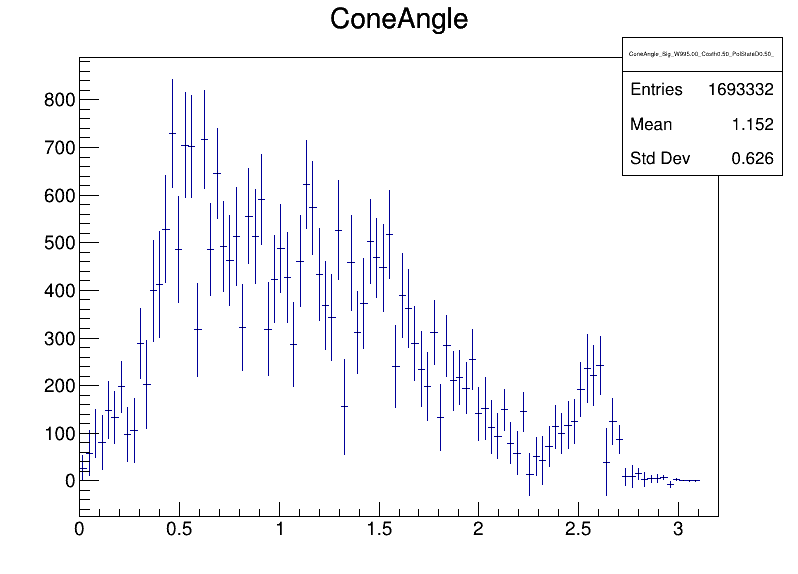 ConeAngle
ConeAngle_Sig_W995.00_Costh0.50_PolStateD0.50_
Entries 1693332
Mean 1.152
Std Dev 0.626
800
700
600
500
400
300
200
100
0
0 0.5 1 1.5 2 2.5 3